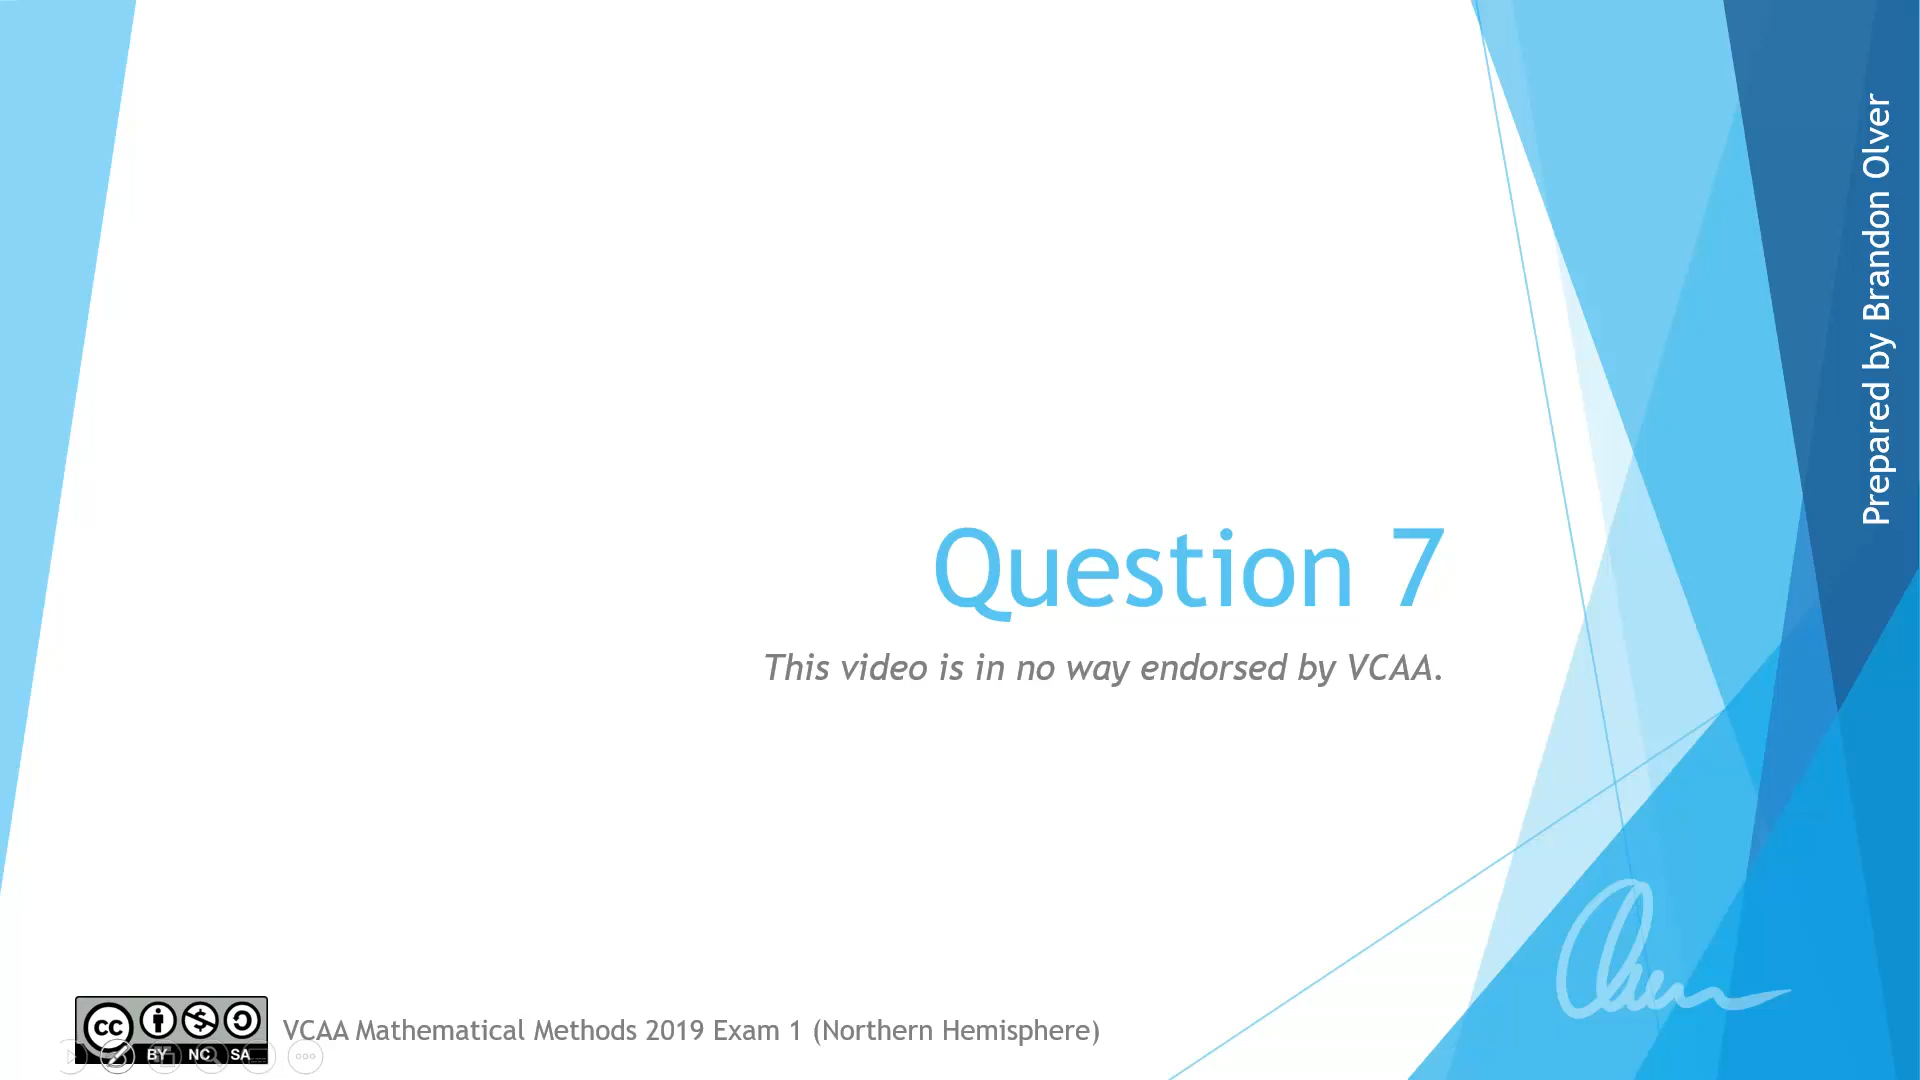 Prepared by Brandon Olver
Question 7
This video is in no way endorsed by VCAA.
cc
BY NC SA
VCAA Mathematical Methods 2019 Exam 1 (Northern Hemisphere)